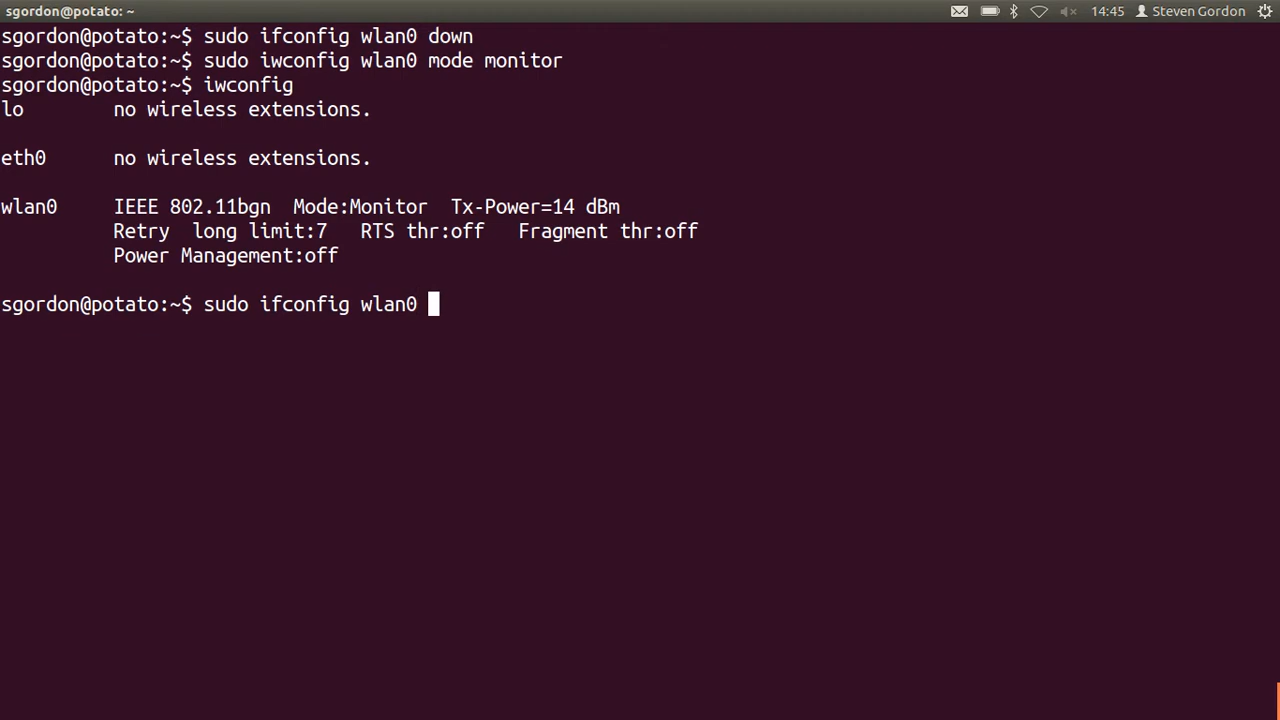 sgordon@potato: ~ 14:45 Steven Gordon
sgordon@potato:~$ sudo ifconfig wlan0 down
sgordon@potato:~$ sudo iwconfig wlan0 mode monitor
sgordon@potato:~$ iwconfig
lo        no wireless extensions.
eth0      no wireless extensions.
wlan0     IEEE 802.11bgn  Mode:Monitor  Tx-Power=14 dBm
          Retry  long limit:7   RTS thr:off   Fragment thr:off
          Power Management:off
sgordon@potato:~$ sudo ifconfig wlan0